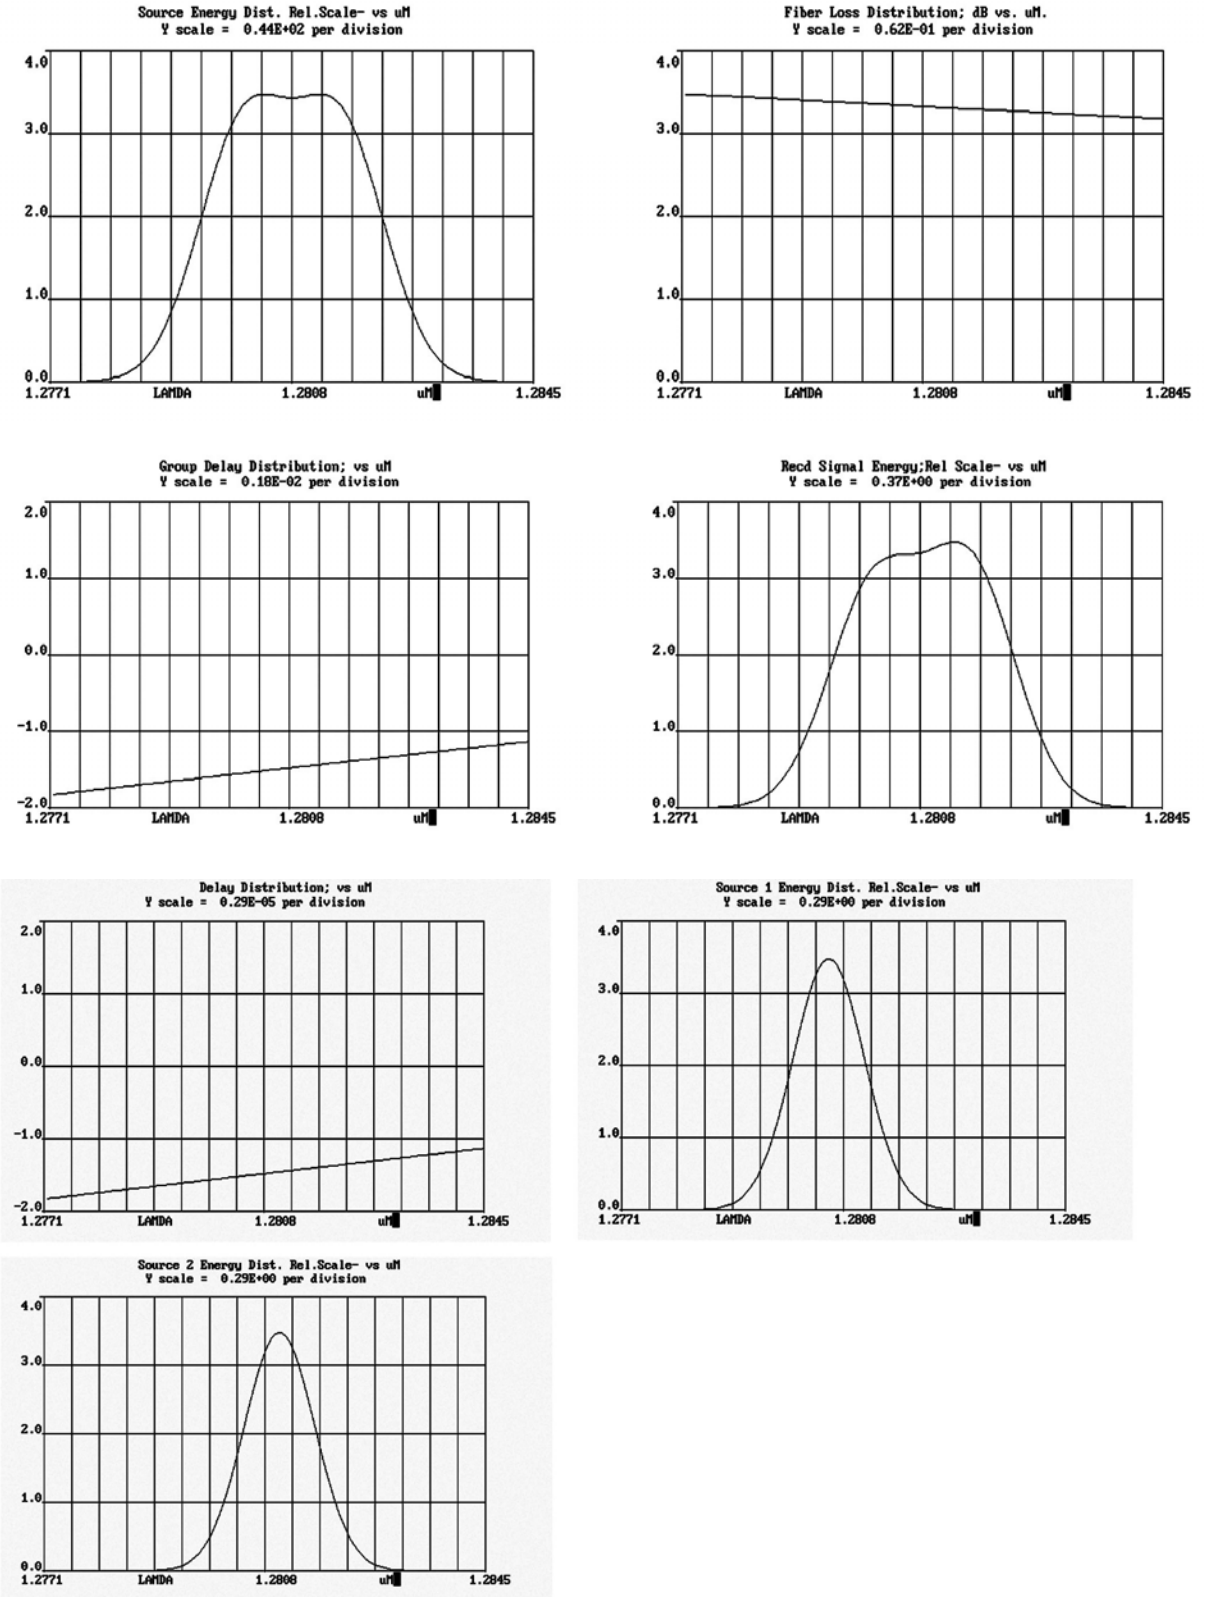 Source Energy Dist. Rel.Scale- vs uM
Y scale =  0.44E+02 per division
4.0
3.0
2.0
1.0
0.0
1.2771 LAMDA 1.2808 uM 1.2845
Fiber Loss Distribution; dB vs. uM.
Y scale =  0.62E-01 per division
4.0
3.0
2.0
1.0
0.0
1.2771 LAMDA 1.2808 uM 1.2845
Group Delay Distribution; vs uM
Y scale =  0.18E-02 per division
2.0
1.0
0.0
-1.0
-2.0
1.2771 LAMDA 1.2808 uM 1.2845
Recd Signal Energy;Rel Scale- vs uM
Y scale =  0.37E+00 per division
4.0
3.0
2.0
1.0
0.0
1.2771 LAMDA 1.2808 uM 1.2845
Delay Distribution; vs uM
Y scale =  0.29E-05 per division
2.0
1.0
0.0
-1.0
-2.0
1.2771 LAMDA 1.2808 uM 1.2845
Source 1 Energy Dist. Rel.Scale- vs uM
Y scale =  0.29E+00 per division
4.0
3.0
2.0
1.0
0.0
1.2771 LAMDA 1.2808 uM 1.2845
Source 2 Energy Dist. Rel.Scale- vs uM
Y scale =  0.29E+00 per division
4.0
3.0
2.0
1.0
0.0
1.2771 LAMDA 1.2808 uM 1.2845